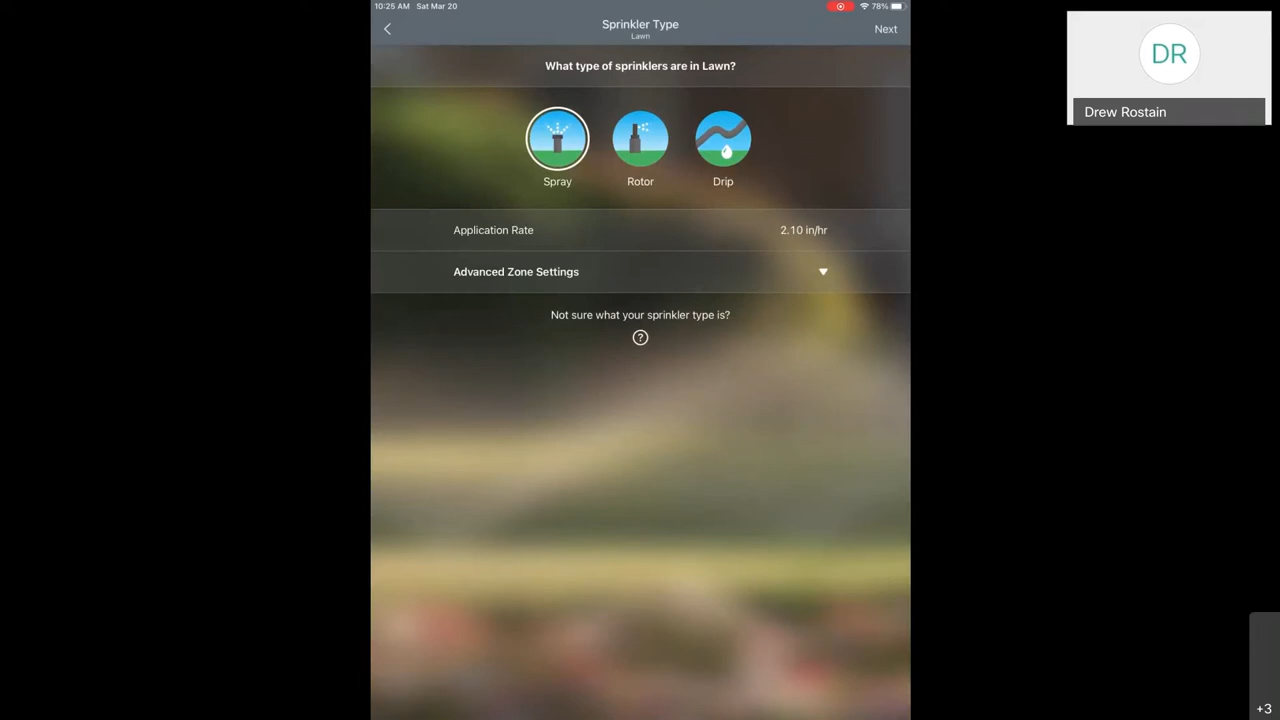 10:25 AM Sat Mar 20
78%
Sprinkler Type
Lawn
Next
What type of sprinklers are in Lawn?
Spray
Rotor
Drip
Application Rate 2.10 in/hr
Advanced Zone Settings
Not sure what your sprinkler type is?
?
DR
Drew Rostain
+3